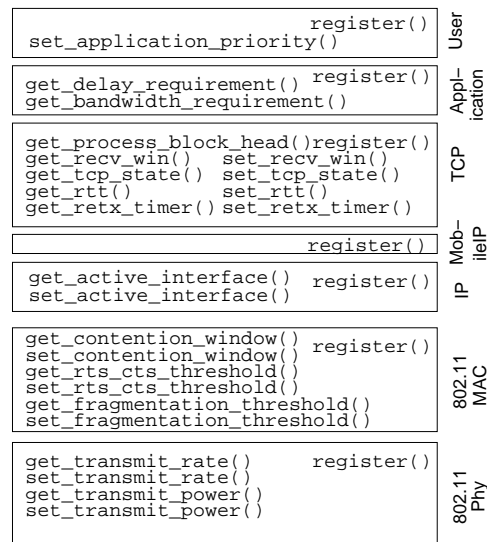 register()
set_application_priority()
User
get_delay_requirement() register()
get_bandwidth_requirement()
Appl–
ication
get_process_block_head()register()
get_recv_win() set_recv_win()
get_tcp_state() set_tcp_state()
get_rtt() set_rtt()
get_retx_timer() set_retx_timer()
TCP
register()
Mob–
ileIP
get_active_interface() register()
set_active_interface()
IP
get_contention_window()
set_contention_window() register()
get_rts_cts_threshold()
set_rts_cts_threshold()
get_fragmentation_threshold()
set_fragmentation_threshold()
802.11
MAC
get_transmit_rate() register()
set_transmit_rate()
get_transmit_power()
set_transmit_power()
802.11
Phy